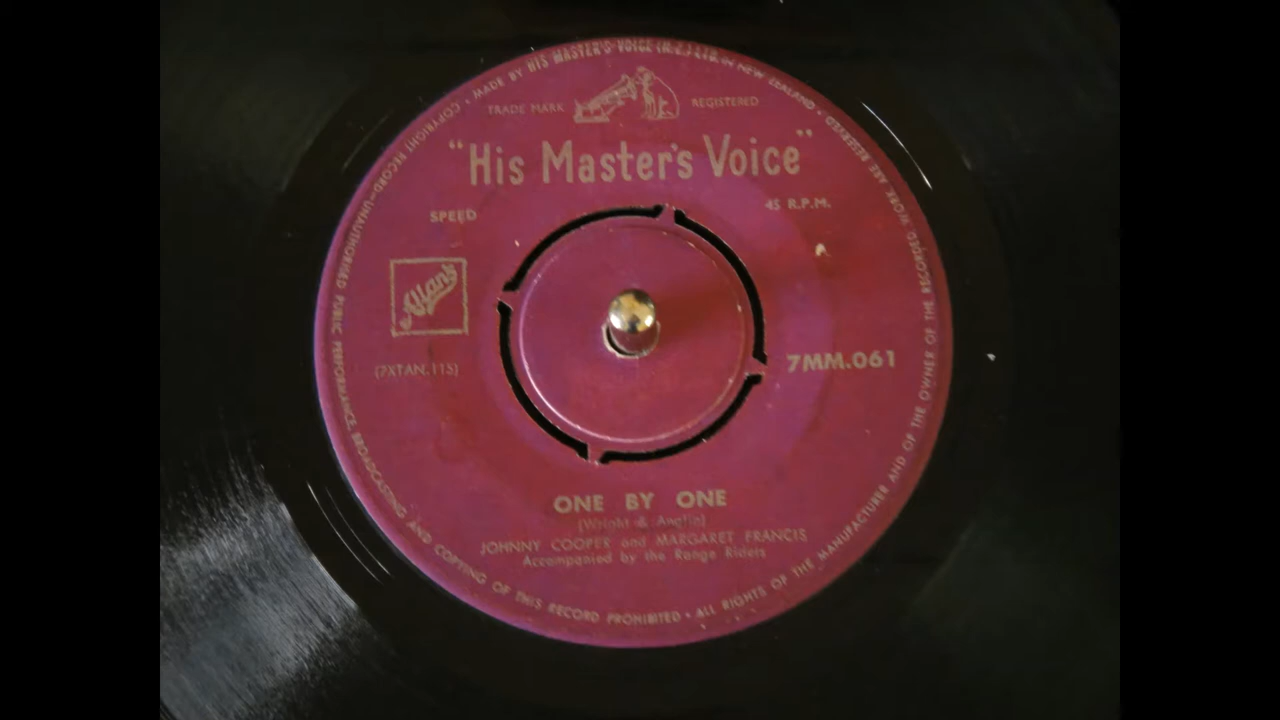 COPYRIGHT RECORD—UNAUTHORISED PUBLIC PERFORMANCE, BROADCASTING AND COPYING OF THIS RECORD PROHIBITED • ALL RIGHTS OF THE MANUFACTURER AND OF THE OWNER OF THE RECORDED WORK ARE RESERVED •
MADE BY HIS MASTER'S VOICE (N.Z.) LTD. IN NEW ZEALAND •
TRADE MARK REGISTERED
"His Master's Voice"
SPEED 45 R.P.M.
Allan's
(7XTAN.115)
7MM.061
ONE BY ONE
(Wright & Anglin)
JOHNNY COOPER and MARGARET FRANCIS
Accompanied by the Range Riders